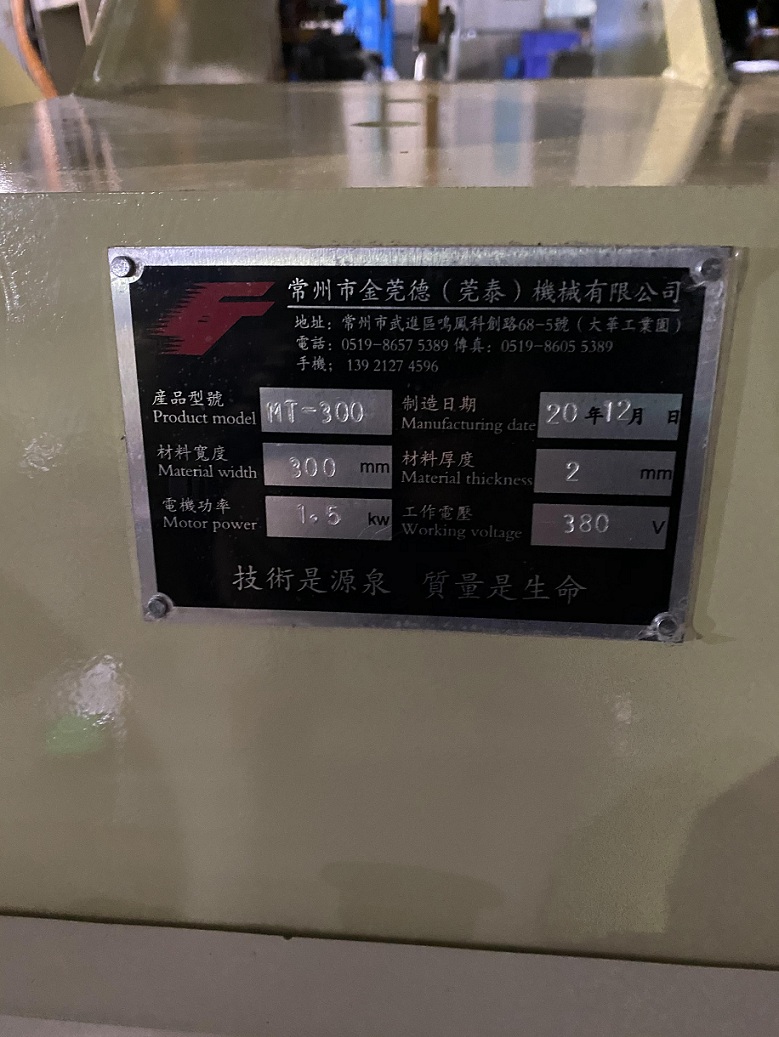 常州市金莞德（莞泰）機械有限公司
地址：常州市武進區鳴鳳科創路68-5號（大華工業園）
電話：0519-8657 5389 傳真：0519-8605 5389
手機：139 2127 4596
産品型號 MT-300 制造日期 20年12月 日
Product model Manufacturing date
材料寬度 300 mm 材料厚度 2 mm
Material width Material thickness
電機功率 1.5 kw 工作電壓 380 V
Motor power Working voltage
技術是源泉 質量是生命